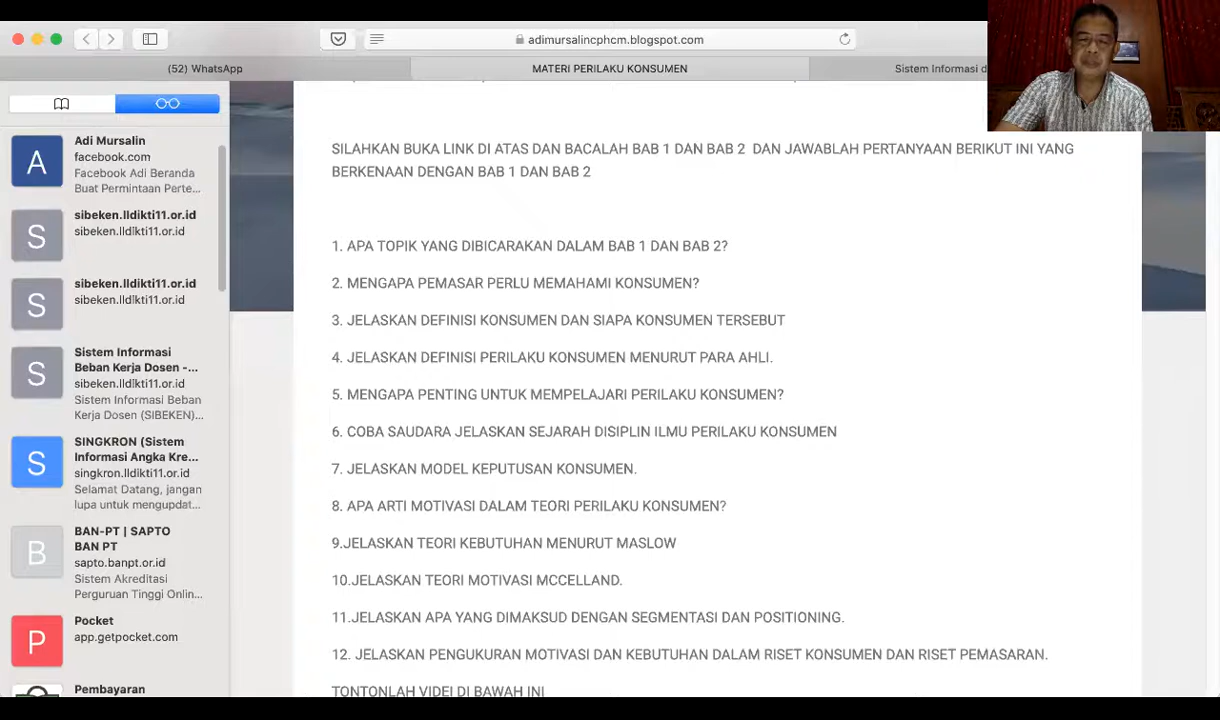 adimursalincphcm.blogspot.com
(52) WhatsApp
MATERI PERILAKU KONSUMEN
Sistem Informasi d
Adi Mursalin
facebook.com
Facebook Adi Beranda
Buat Permintaan Perte...
S
sibeken.lldikti11.or.id
sibeken.lldikti11.or.id
S
sibeken.lldikti11.or.id
sibeken.lldikti11.or.id
S
Sistem Informasi
Beban Kerja Dosen -...
sibeken.lldikti11.or.id
Sistem Informasi Beban
Kerja Dosen (SIBEKEN)...
S
SINGKRON (Sistem
Informasi Angka Kre...
singkron.lldikti11.or.id
Selamat Datang, jangan
lupa untuk mengupdat...
B
BAN-PT | SAPTO
BAN PT
sapto.banpt.or.id
Sistem Akreditasi
Perguruan Tinggi Onlin...
P
Pocket
app.getpocket.com
Pembayaran
A
SILAHKAN BUKA LINK DI ATAS DAN BACALAH BAB 1 DAN BAB 2 DAN JAWABLAH PERTANYAAN BERIKUT INI YANG
BERKENAAN DENGAN BAB 1 DAN BAB 2
1. APA TOPIK YANG DIBICARAKAN DALAM BAB 1 DAN BAB 2?
2. MENGAPA PEMASAR PERLU MEMAHAMI KONSUMEN?
3. JELASKAN DEFINISI KONSUMEN DAN SIAPA KONSUMEN TERSEBUT
4. JELASKAN DEFINISI PERILAKU KONSUMEN MENURUT PARA AHLI.
5. MENGAPA PENTING UNTUK MEMPELAJARI PERILAKU KONSUMEN?
6. COBA SAUDARA JELASKAN SEJARAH DISIPLIN ILMU PERILAKU KONSUMEN
7. JELASKAN MODEL KEPUTUSAN KONSUMEN.
8. APA ARTI MOTIVASI DALAM TEORI PERILAKU KONSUMEN?
9.JELASKAN TEORI KEBUTUHAN MENURUT MASLOW
10.JELASKAN TEORI MOTIVASI MCCELLAND.
11.JELASKAN APA YANG DIMAKSUD DENGAN SEGMENTASI DAN POSITIONING.
12. JELASKAN PENGUKURAN MOTIVASI DAN KEBUTUHAN DALAM RISET KONSUMEN DAN RISET PEMASARAN.
TONTONLAH VIDEI DI BAWAH INI